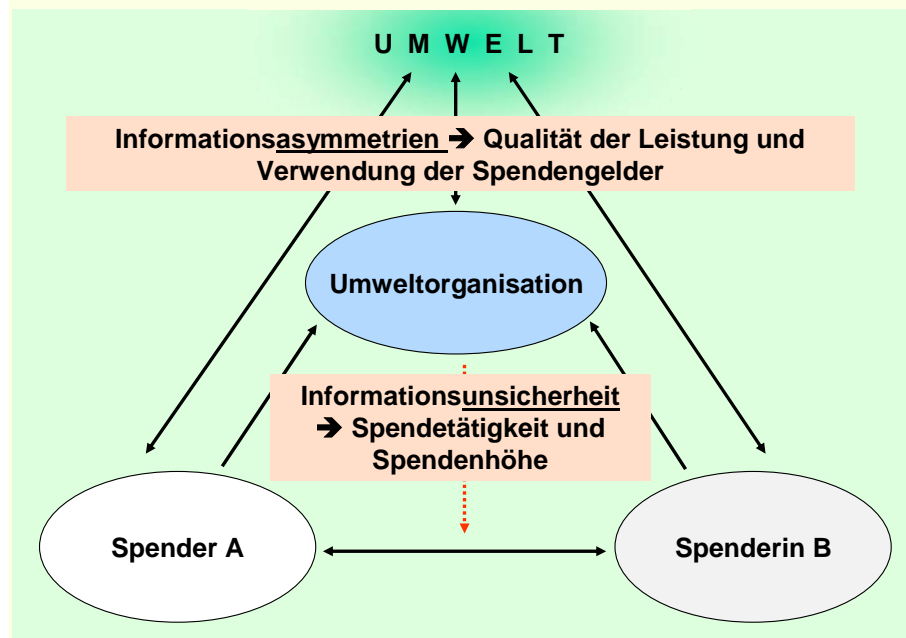 U M W E L T
Informationsasymmetrien ➔ Qualität der Leistung und
Verwendung der Spendengelder
Umweltorganisation
Informationsunsicherheit
➔ Spendetätigkeit und
Spendenhöhe
Spender A
Spenderin B